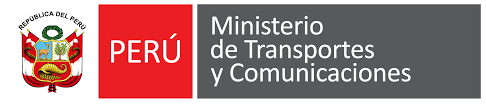 REPÚBLICA DEL PERÚ
PERÚ
Ministerio
de Transportes
y Comunicaciones